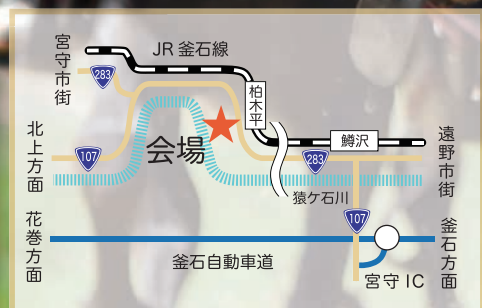 宮守市街
JR 釜石線
283
柏木平
北上方面
107
会場
鱒沢
遠野市街
283
猿ケ石川
107
花巻方面
釜石自動車道
釜石方面
宮守 IC